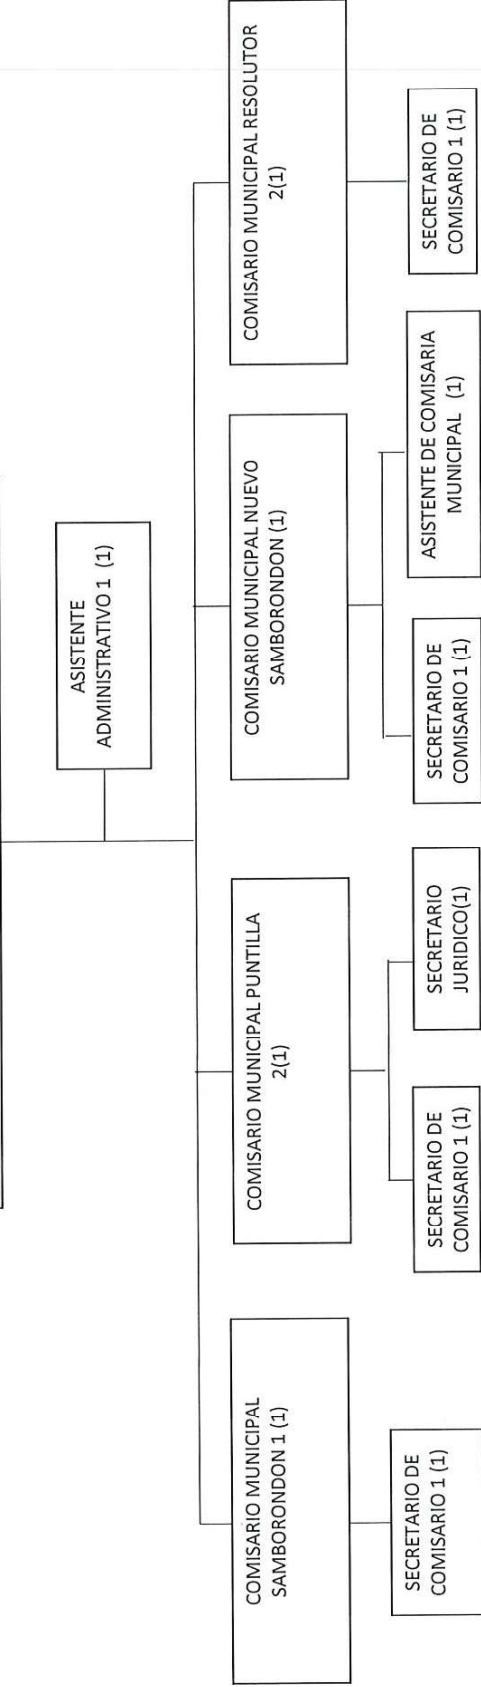 ASISTENTE
ADMINISTRATIVO 1 (1)
COMISARIO MUNICIPAL
SAMBORONDON 1 (1)
COMISARIO MUNICIPAL PUNTILLA
2(1)
COMISARIO MUNICIPAL NUEVO
SAMBORONDON (1)
COMISARIO MUNICIPAL RESOLUTOR
2(1)
SECRETARIO DE
COMISARIO 1 (1)
SECRETARIO DE
COMISARIO 1 (1)
SECRETARIO
JURIDICO(1)
SECRETARIO DE
COMISARIO 1 (1)
ASISTENTE DE COMISARIA
MUNICIPAL (1)
SECRETARIO DE
COMISARIO 1 (1)